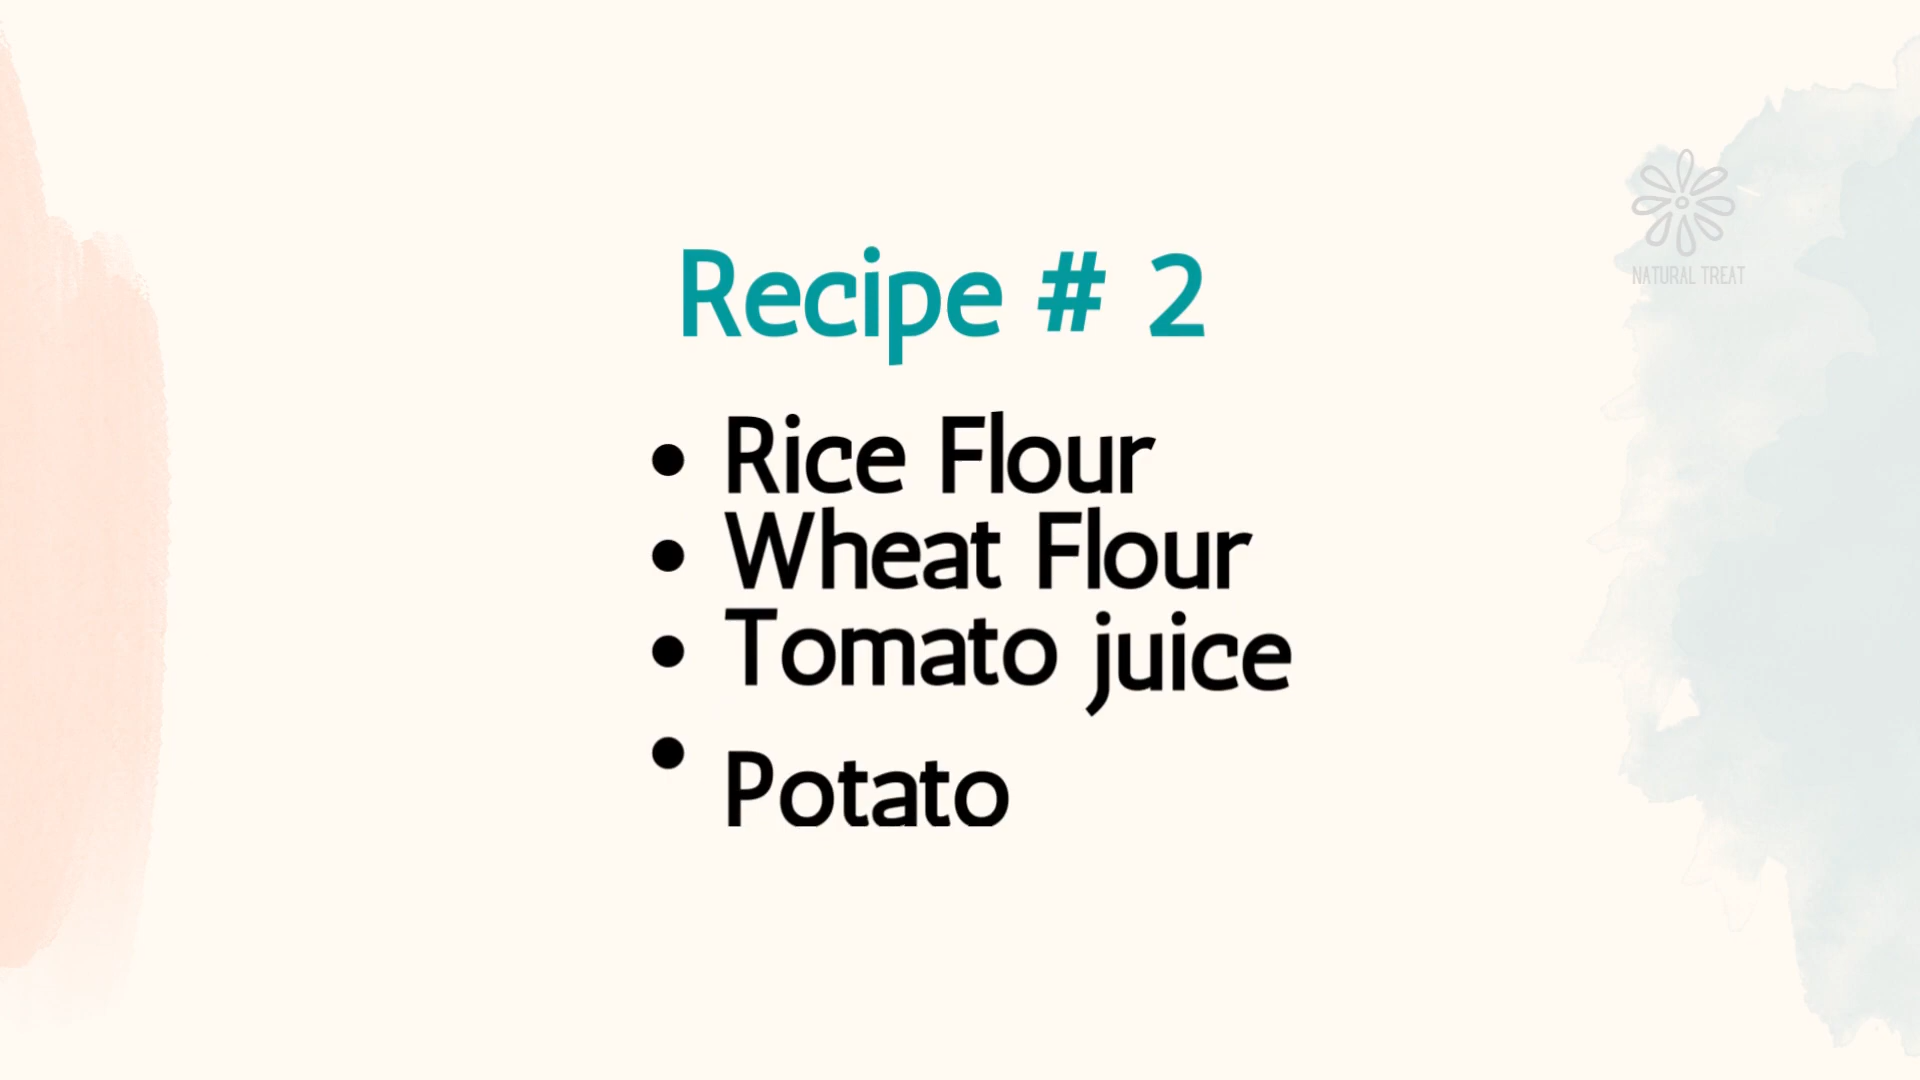 NATURAL TREAT
Recipe # 2
• Rice Flour
• Wheat Flour
• Tomato juice
• Potato